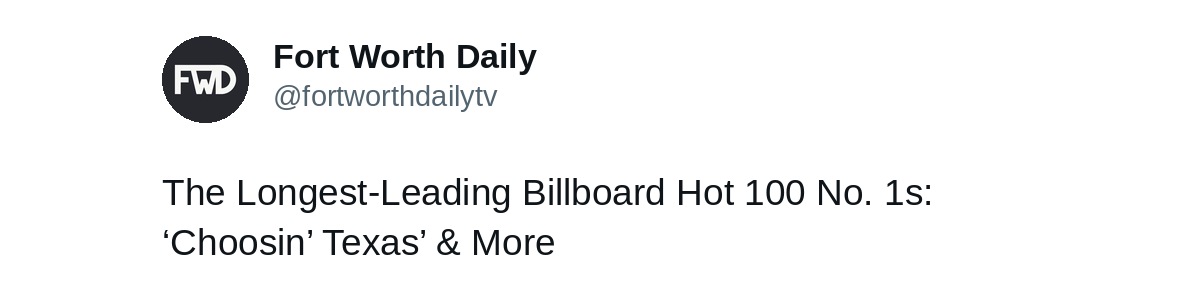 FWD
Fort Worth Daily
@fortworthdailytv
The Longest-Leading Billboard Hot 100 No. 1s:
‘Choosin’ Texas’ & More